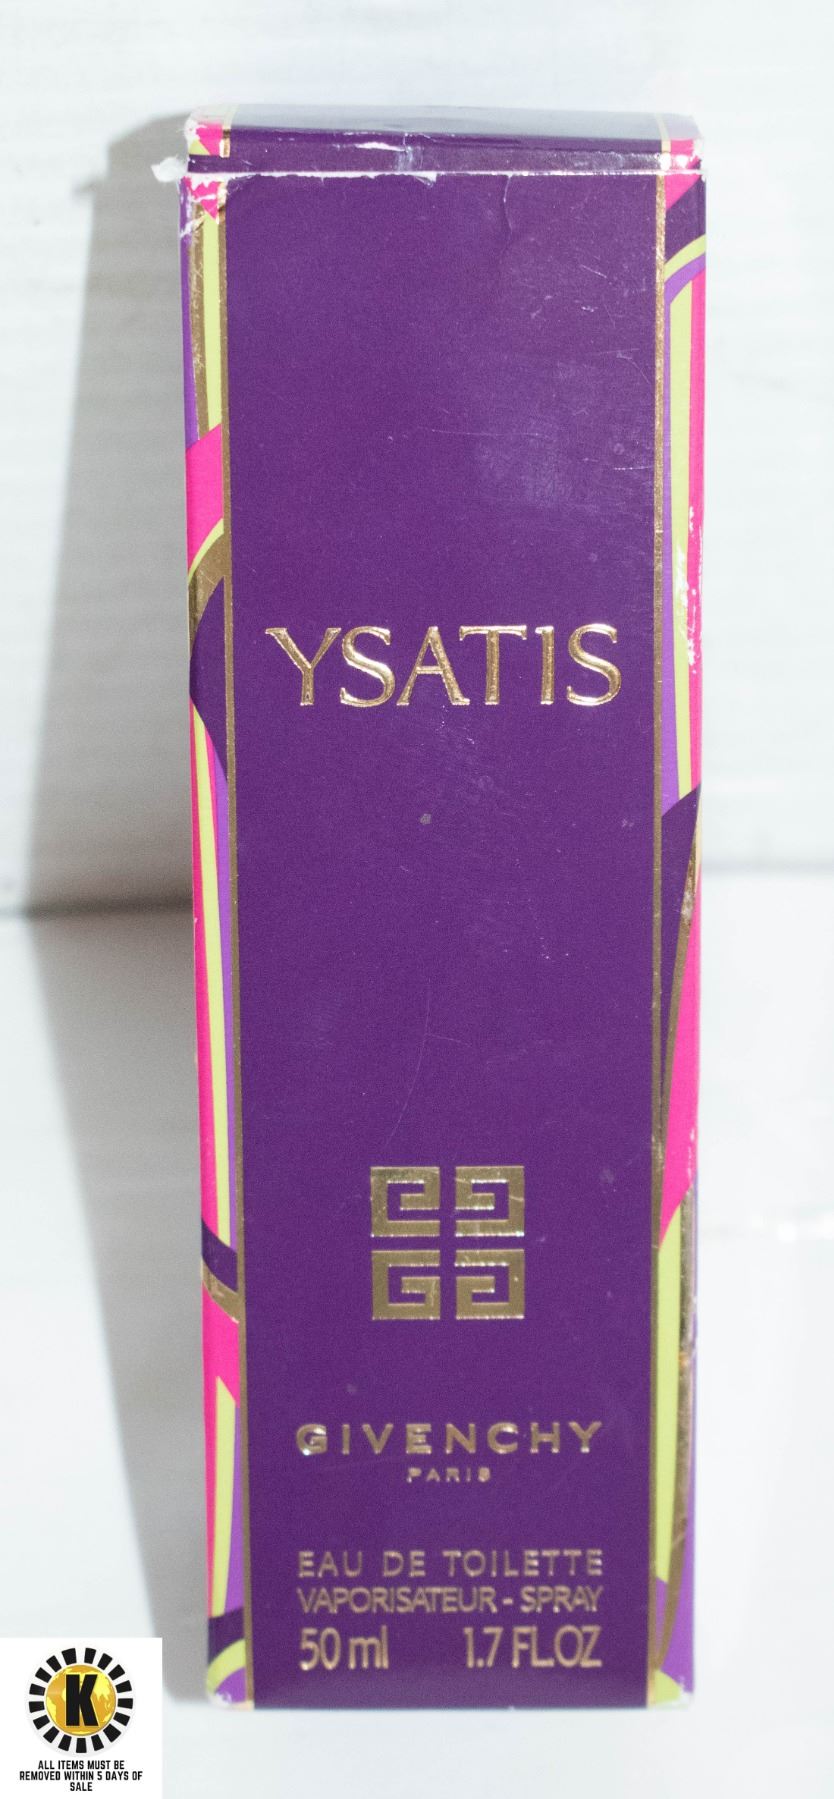 YSATIS
GIVENCHY
PARIS
EAU DE TOILETTE
VAPORISATEUR - SPRAY
50 ml 1.7 FL.OZ
K
ALL ITEMS MUST BE
REMOVED WITHIN 5 DAYS OF
SALE